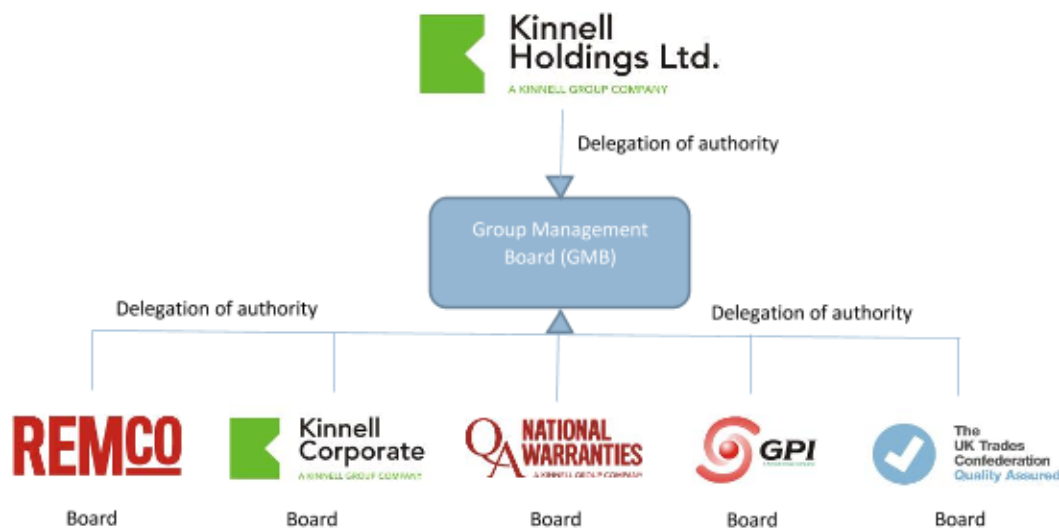 Kinnell
Holdings Ltd.
A KINNELL GROUP COMPANY
Delegation of authority
Group Management
Board (GMB)
Delegation of authority
Delegation of authority
REMCO
Kinnell
Corporate
A KINNELL GROUP COMPANY
QA NATIONAL
WARRANTIES
A KINNELL GROUP COMPANY
GPI
The
UK Trades
Confederation
Quality Assured
Board
Board
Board
Board
Board